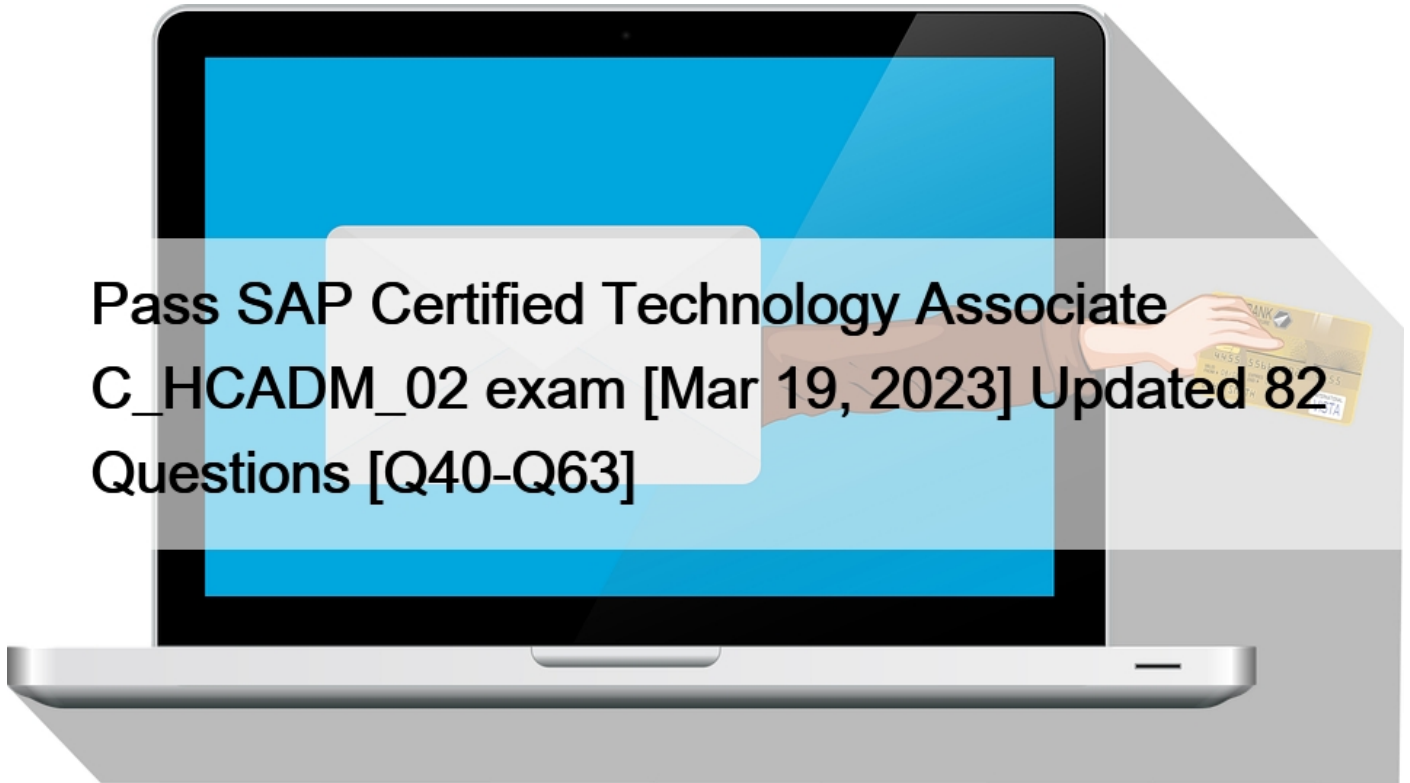 Pass SAP Certified Technology Associate
C_HCADM_02 exam [Mar 19, 2023] Updated 82
Questions [Q40-Q63]